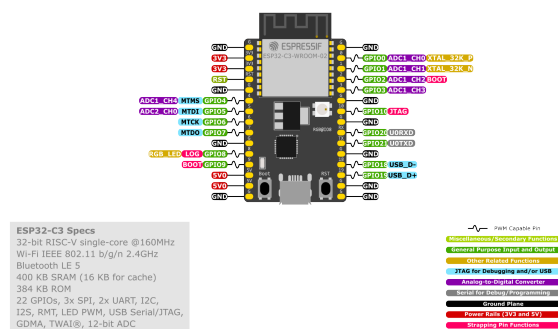 ESPRESSIF
ESP32-C3-WROOM-02
GND
3V3
3V3
RST
GND
ADC1_CH4 MTMS GPIO4
ADC2_CH0 MTDI GPIO5
MTCK GPIO6
MTDO GPIO7
GND
RGB_LED LOG GPIO8
BOOT GPIO9
5V0
5V0
GND
GND
GPIO0 ADC1_CH0 XTAL_32K_P
GPIO1 ADC1_CH1 XTAL_32K_N
GPIO2 ADC1_CH2 BOOT
GPIO3 ADC1_CH3
GND
GPIO10 JTAG
GND
GPIO20 U0RXD
GPIO21 U0TXD
GND
GPIO18 USB_D-
GPIO19 USB_D+
GND
GND
Boot
RST
ESP32-C3 Specs
32-bit RISC-V single-core @160MHz
Wi-Fi IEEE 802.11 b/g/n 2.4GHz
Bluetooth LE 5
400 KB SRAM (16 KB for cache)
384 KB ROM
22 GPIOs, 3x SPI, 2x UART, I2C,
I2S, RMT, LED PWM, USB Serial/JTAG,
GDMA, TWAI®, 12-bit ADC
PWM Capable Pin
Miscellaneous/Secondary Functions
General Purpose Input and Output
Other Related Functions
JTAG for Debugging and/or USB
Analog-to-Digital Converter
Serial for Debug/Programming
Ground Plane
Power Rails (3V3 and 5V)
Strapping Pin Functions